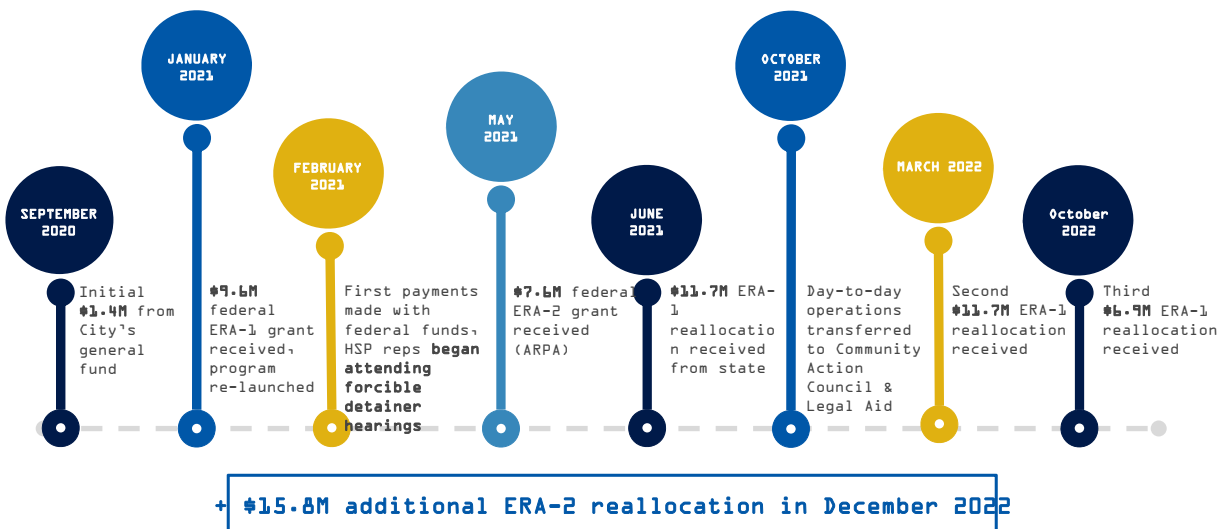 SEPTEMBER
2020
Initial
$1.4M from
City's
general
fund
JANUARY
2021
$9.6M
federal
ERA-1 grant
received,
program
re-launched
FEBRUARY
2021
First payments
made with
federal funds,
HSP reps began
attending
forcible
detainer
hearings
MAY
2021
$7.6M federal
ERA-2 grant
received
(ARPA)
JUNE
2021
$11.7M ERA-
1
reallocatio
n received
from state
OCTOBER
2021
Day-to-day
operations
transferred
to Community
Action
Council &
Legal Aid
MARCH 2022
Second
$11.7M ERA-1
reallocation
received
October
2022
Third
$6.9M ERA-1
reallocation
received
+ $15.8M additional ERA-2 reallocation in December 2022